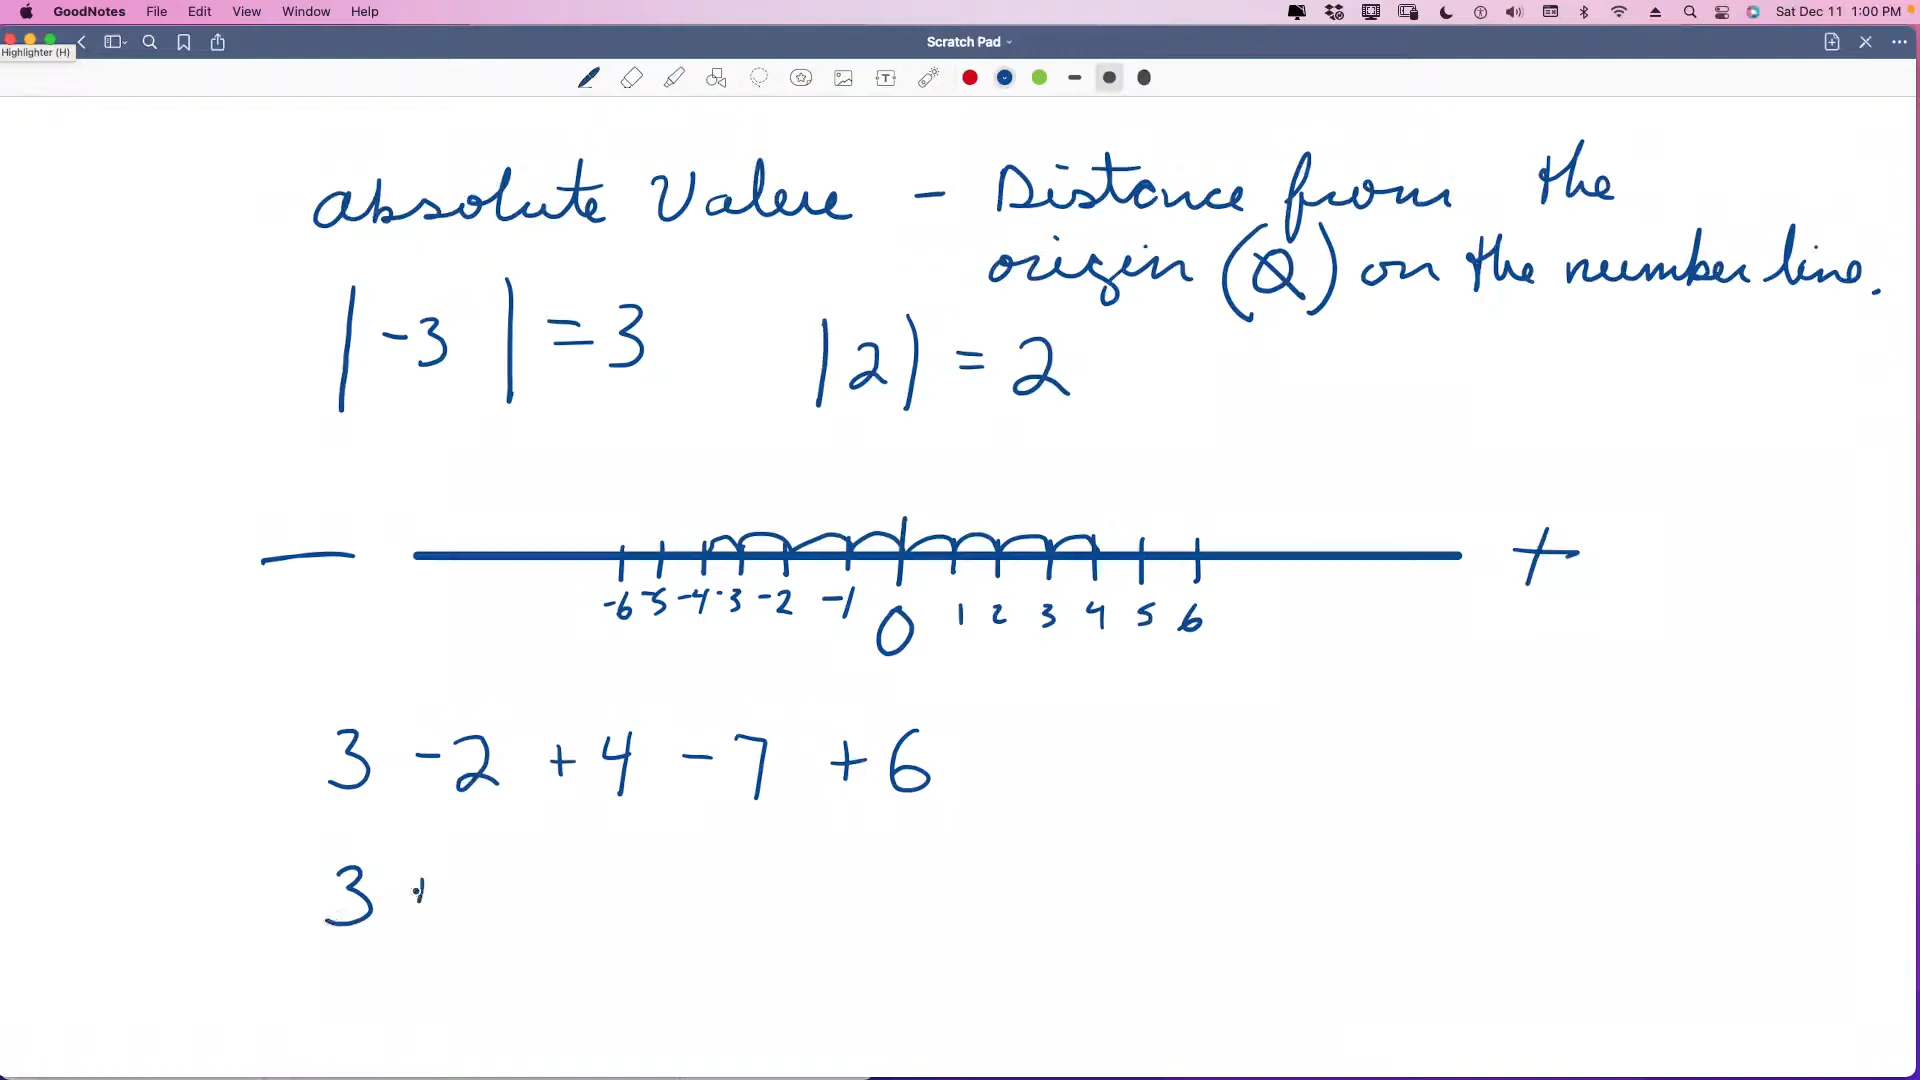 GoodNotes File Edit View Window Help Sat Dec 11 1:00 PM
Highlighter (H)
Scratch Pad
absolute Value - Distance from the
origin (0) on the number line.
|-3| = 3 |2| = 2
— +
-6 -5 -4 -3 -2 -1 0 1 2 3 4 5 6
3 -2 +4 -7 +6
3